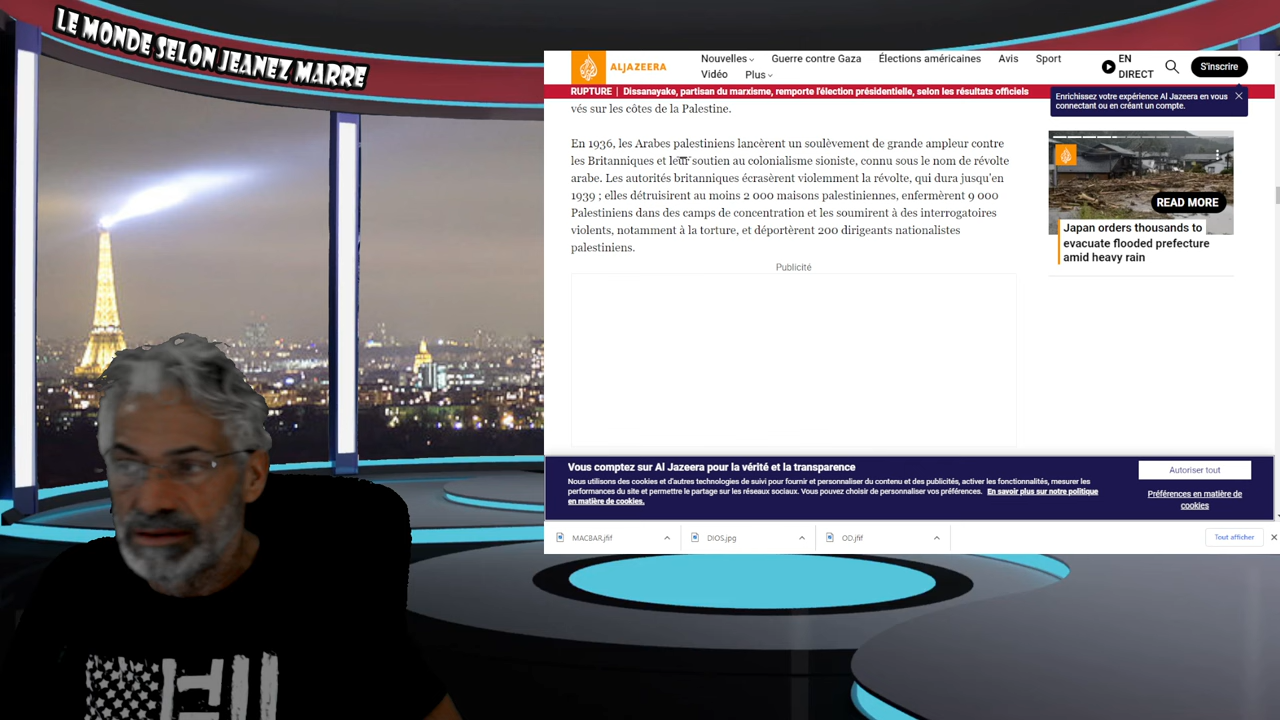 LE MONDE SELON JEANEZ MARRE
ALJAZEERA
Nouvelles
Guerre contre Gaza
Élections américaines
Avis
Sport
Vidéo
Plus
EN DIRECT
S'inscrire
RUPTURE | Dissanayake, partisan du marxisme, remporte l'élection présidentielle, selon les résultats officiels
Enrichissez votre expérience Al Jazeera en vous
connectant ou en créant un compte.
vés sur les côtes de la Palestine.
En 1936, les Arabes palestiniens lancèrent un soulèvement de grande ampleur contre
les Britanniques et leur soutien au colonialisme sioniste, connu sous le nom de révolte
arabe. Les autorités britanniques écrasèrent violemment la révolte, qui dura jusqu'en
1939 ; elles détruisirent au moins 2 000 maisons palestiniennes, enfermèrent 9 000
Palestiniens dans des camps de concentration et les soumirent à des interrogatoires
violents, notamment à la torture, et déportèrent 200 dirigeants nationalistes
palestiniens.
Publicité
READ MORE
Japan orders thousands to
evacuate flooded prefecture
amid heavy rain
Vous comptez sur Al Jazeera pour la vérité et la transparence
Nous utilisons des cookies et d'autres technologies de suivi pour fournir et personnaliser du contenu et des publicités, activer les fonctionnalités, mesurer les
performances du site et permettre le partage sur les réseaux sociaux. Vous pouvez choisir de personnaliser vos préférences. En savoir plus sur notre politique
en matière de cookies.
Autoriser tout
Préférences en matière de
cookies
MACBAR.jfif
DIOS.jpg
OD.jfif
Tout afficher